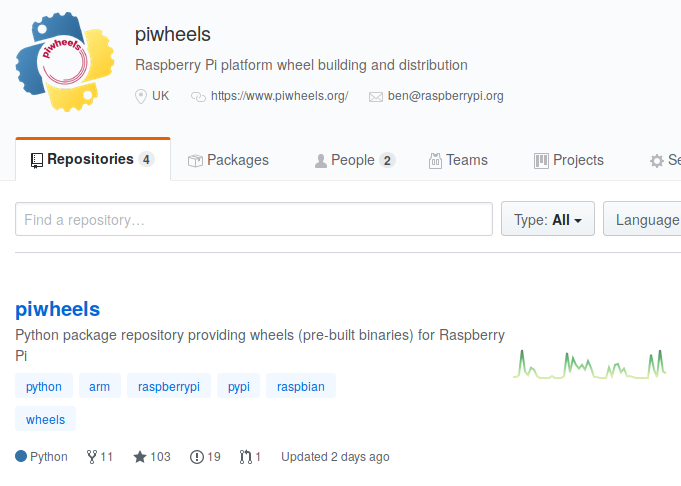 piwheels
piwheels
Raspberry Pi platform wheel building and distribution
UK https://www.piwheels.org/ ben@raspberrypi.org
Repositories 4 Packages People 2 Teams Projects Se
Find a repository… Type: All Language
piwheels
Python package repository providing wheels (pre-built binaries) for Raspberry
Pi
python arm raspberrypi pypi raspbian
wheels
Python 11 103 19 1 Updated 2 days ago